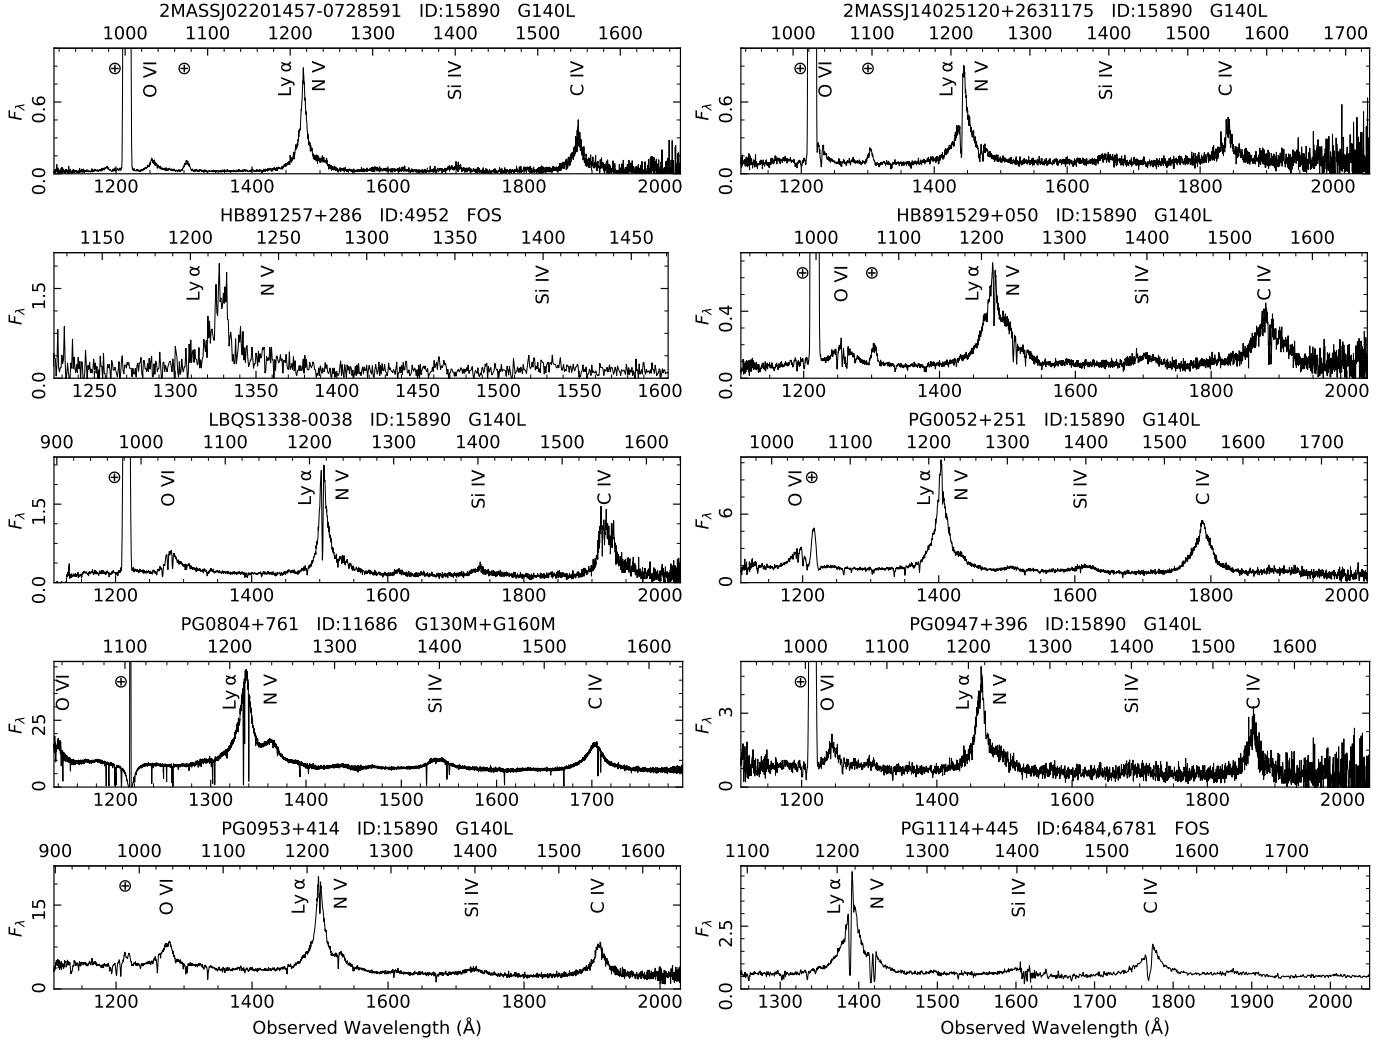 2MASSJ02201457-0728591 ID:15890 G140L
1000 1100 1200 1300 1400 1500 1600
F_λ
0.6
0.0
⊕ O VI ⊕ Ly α N V Si IV C IV
1200 1400 1600 1800 2000
2MASSJ14025120+2631175 ID:15890 G140L
1000 1100 1200 1300 1400 1500 1600 1700
F_λ
0.6
0.0
⊕ O VI ⊕ Ly α N V Si IV C IV
1200 1400 1600 1800 2000
HB891257+286 ID:4952 FOS
1150 1200 1250 1300 1350 1400 1450
F_λ
1.5
0.0
Ly α N V Si IV
1250 1300 1350 1400 1450 1500 1550 1600
HB891529+050 ID:15890 G140L
1000 1100 1200 1300 1400 1500 1600
F_λ
0.4
0.0
⊕ O VI ⊕ Ly α N V Si IV C IV
1200 1400 1600 1800 2000
LBQS1338-0038 ID:15890 G140L
900 1000 1100 1200 1300 1400 1500 1600
F_λ
1.5
0.0
⊕ O VI Ly α N V Si IV C IV
1200 1400 1600 1800 2000
PG0052+251 ID:15890 G140L
1000 1100 1200 1300 1400 1500 1600 1700
F_λ
6
0
O VI ⊕ Ly α N V Si IV C IV
1200 1400 1600 1800 2000
PG0804+761 ID:11686 G130M+G160M
1100 1200 1300 1400 1500 1600
F_λ
25
0
O VI ⊕ Ly α N V Si IV C IV
1200 1300 1400 1500 1600 1700
PG0947+396 ID:15890 G140L
1000 1100 1200 1300 1400 1500 1600
F_λ
3
0
⊕ O VI Ly α N V Si IV C IV
1200 1400 1600 1800 2000
PG0953+414 ID:15890 G140L
900 1000 1100 1200 1300 1400 1500 1600
F_λ
15
0
⊕ O VI Ly α N V Si IV C IV
1200 1400 1600 1800 2000
Observed Wavelength (Å)
PG1114+445 ID:6484,6781 FOS
1100 1200 1300 1400 1500 1600 1700
F_λ
2.5
0.0
Ly α N V Si IV C IV
1300 1400 1500 1600 1700 1800 1900 2000
Observed Wavelength (Å)